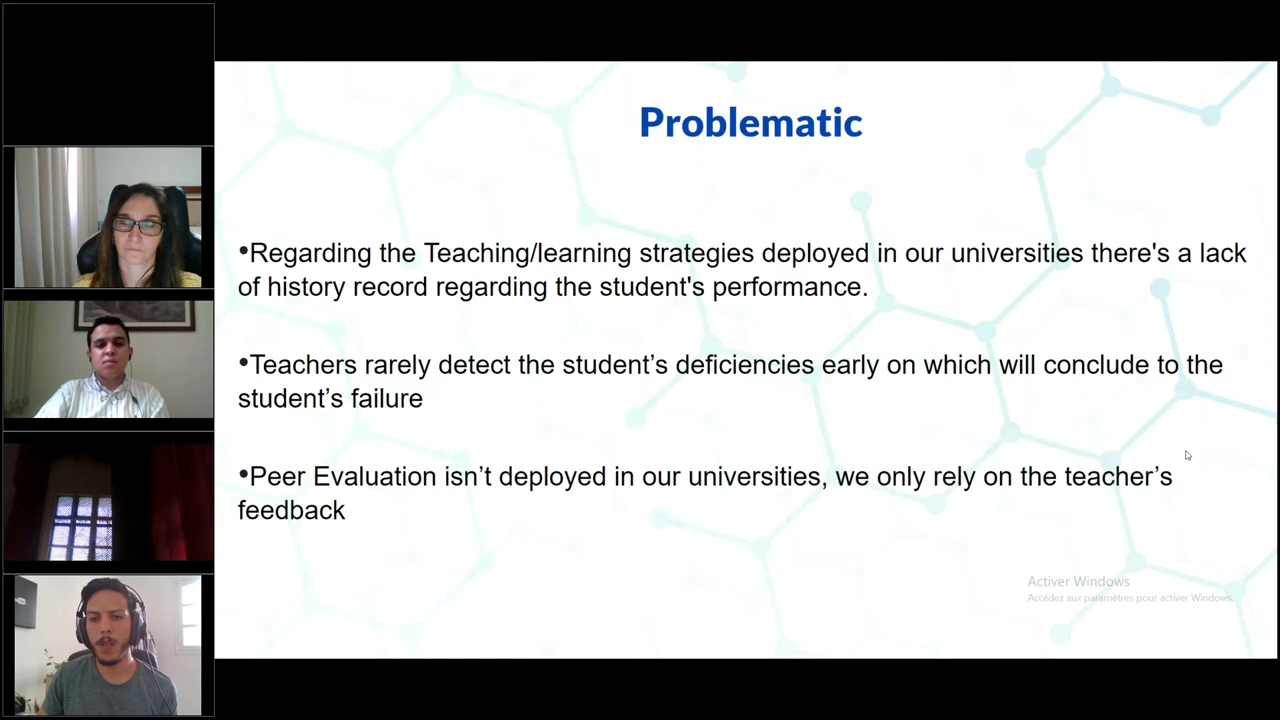 Problematic
•Regarding the Teaching/learning strategies deployed in our universities there's a lack
of history record regarding the student's performance.
•Teachers rarely detect the student’s deficiencies early on which will conclude to the
student’s failure
•Peer Evaluation isn’t deployed in our universities, we only rely on the teacher’s
feedback
Activer Windows
Accédez aux paramètres pour activer Windows.